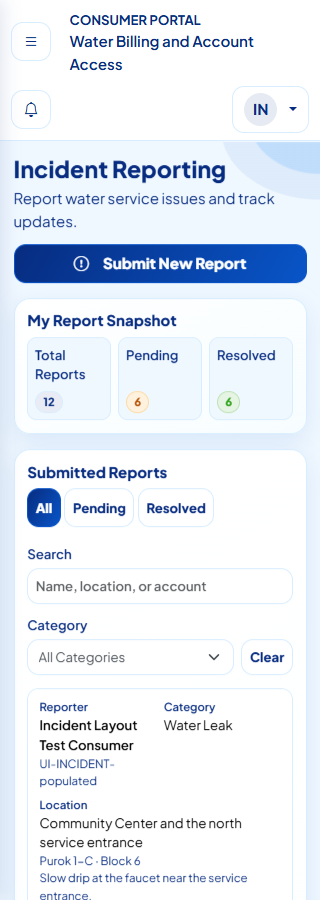 CONSUMER PORTAL
Water Billing and Account
Access
IN
Incident Reporting
Report water service issues and track
updates.
Submit New Report
My Report Snapshot
Total
Reports
12
Pending
6
Resolved
6
Submitted Reports
All
Pending
Resolved
Search
Name, location, or account
Category
All Categories
Clear
Reporter
Incident Layout
Test Consumer
UI-INCIDENT-
populated
Category
Water Leak
Location
Community Center and the north
service entrance
Purok 1–C · Block 6
Slow drip at the faucet near the service
entrance.